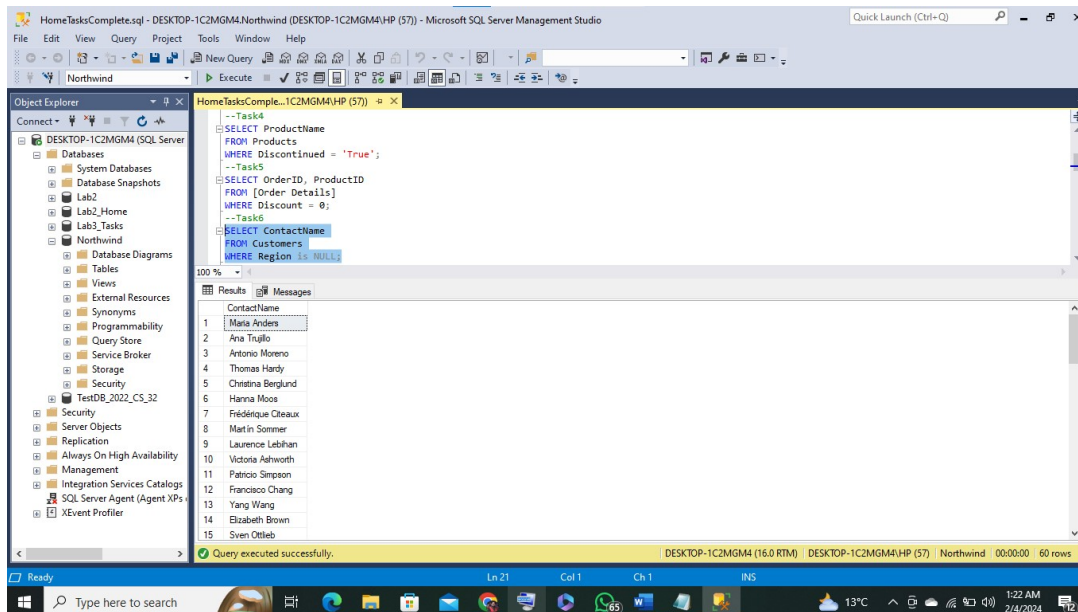 HomeTasksComplete.sql - DESKTOP-1C2MGM4.Northwind (DESKTOP-1C2MGM4\HP (57)) - Microsoft SQL Server Management Studio
Quick Launch (Ctrl+Q)
File Edit View Query Project Tools Window Help
New Query
Northwind
Execute
Object Explorer
Connect
DESKTOP-1C2MGM4 (SQL Server
Databases
System Databases
Database Snapshots
Lab2
Lab2_Home
Lab3_Tasks
Northwind
Database Diagrams
Tables
Views
External Resources
Synonyms
Programmability
Query Store
Service Broker
Storage
Security
TestDB_2022_CS_32
Security
Server Objects
Replication
Always On High Availability
Management
Integration Services Catalogs
SQL Server Agent (Agent XPs
XEvent Profiler
HomeTasksComple...1C2MGM4\HP (57))
--Task4
SELECT ProductName
FROM Products
WHERE Discontinued = 'True';
--Task5
SELECT OrderID, ProductID
FROM [Order Details]
WHERE Discount = 0;
--Task6
SELECT ContactName
FROM Customers
WHERE Region is NULL;
100 %
Results Messages
ContactName
1 Maria Anders
2 Ana Trujillo
3 Antonio Moreno
4 Thomas Hardy
5 Christina Berglund
6 Hanna Moos
7 Frédérique Citeaux
8 Martín Sommer
9 Laurence Lebihan
10 Victoria Ashworth
11 Patricio Simpson
12 Francisco Chang
13 Yang Wang
14 Elizabeth Brown
15 Sven Ottlieb
Query executed successfully.
DESKTOP-1C2MGM4 (16.0 RTM) DESKTOP-1C2MGM4\HP (57) Northwind 00:00:00 60 rows
Ready Ln 21 Col 1 Ch 1 INS
Type here to search
65
13°C
1:22 AM
2/4/2024